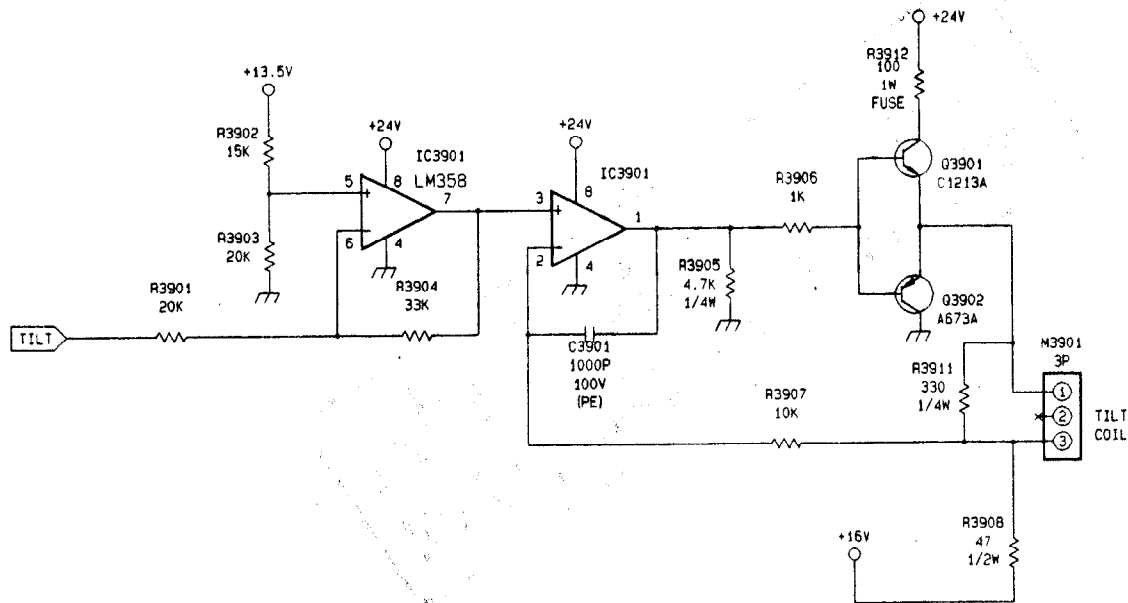 +24V
R3912
100
1W
FUSE
+13.5V
R3902
15K
+24V
IC3901
LM358
5
8
+
7
6
-
4
R3903
20K
+24V
IC3901
3
8
+
1
2
-
4
R3906
1K
Q3901
C1213A
R3901
20K
R3904
33K
R3905
4.7K
1/4W
Q3902
A673A
TILT
C3901
1000P
100V
(PE)
M3901
3P
R3911
330
1/4W
1
2
3
TILT
COIL
R3907
10K
+16V
R3908
47
1/2W